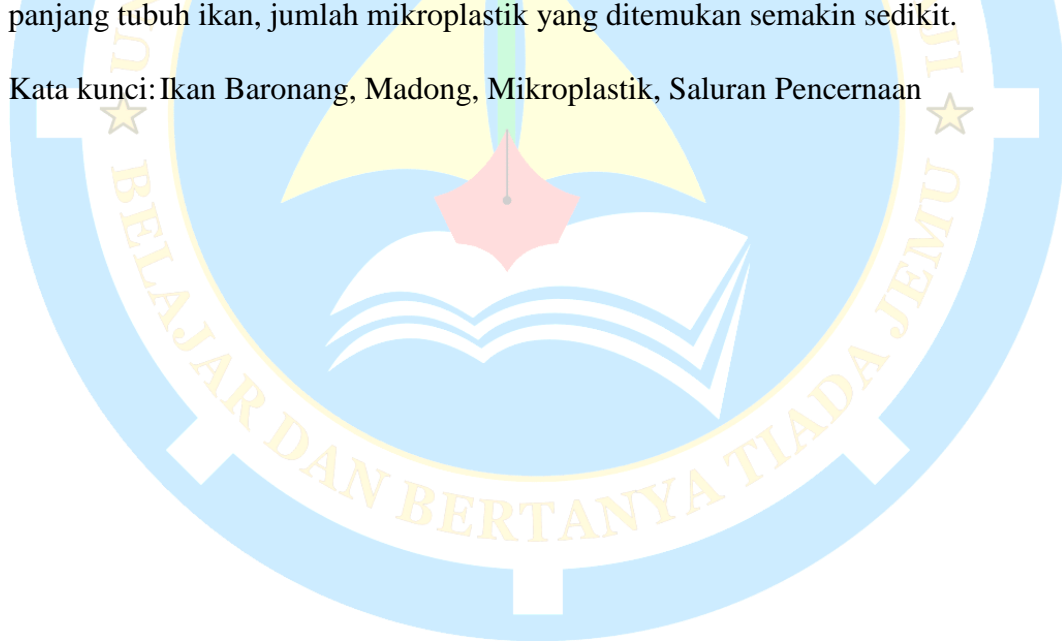 panjang tubuh ikan, jumlah mikroplastik yang ditemukan semakin sedikit.
Kata kunci: Ikan Baronang, Madong, Mikroplastik, Saluran Pencernaan
BELAJAR DAN BERTANYA TIADA JEMU